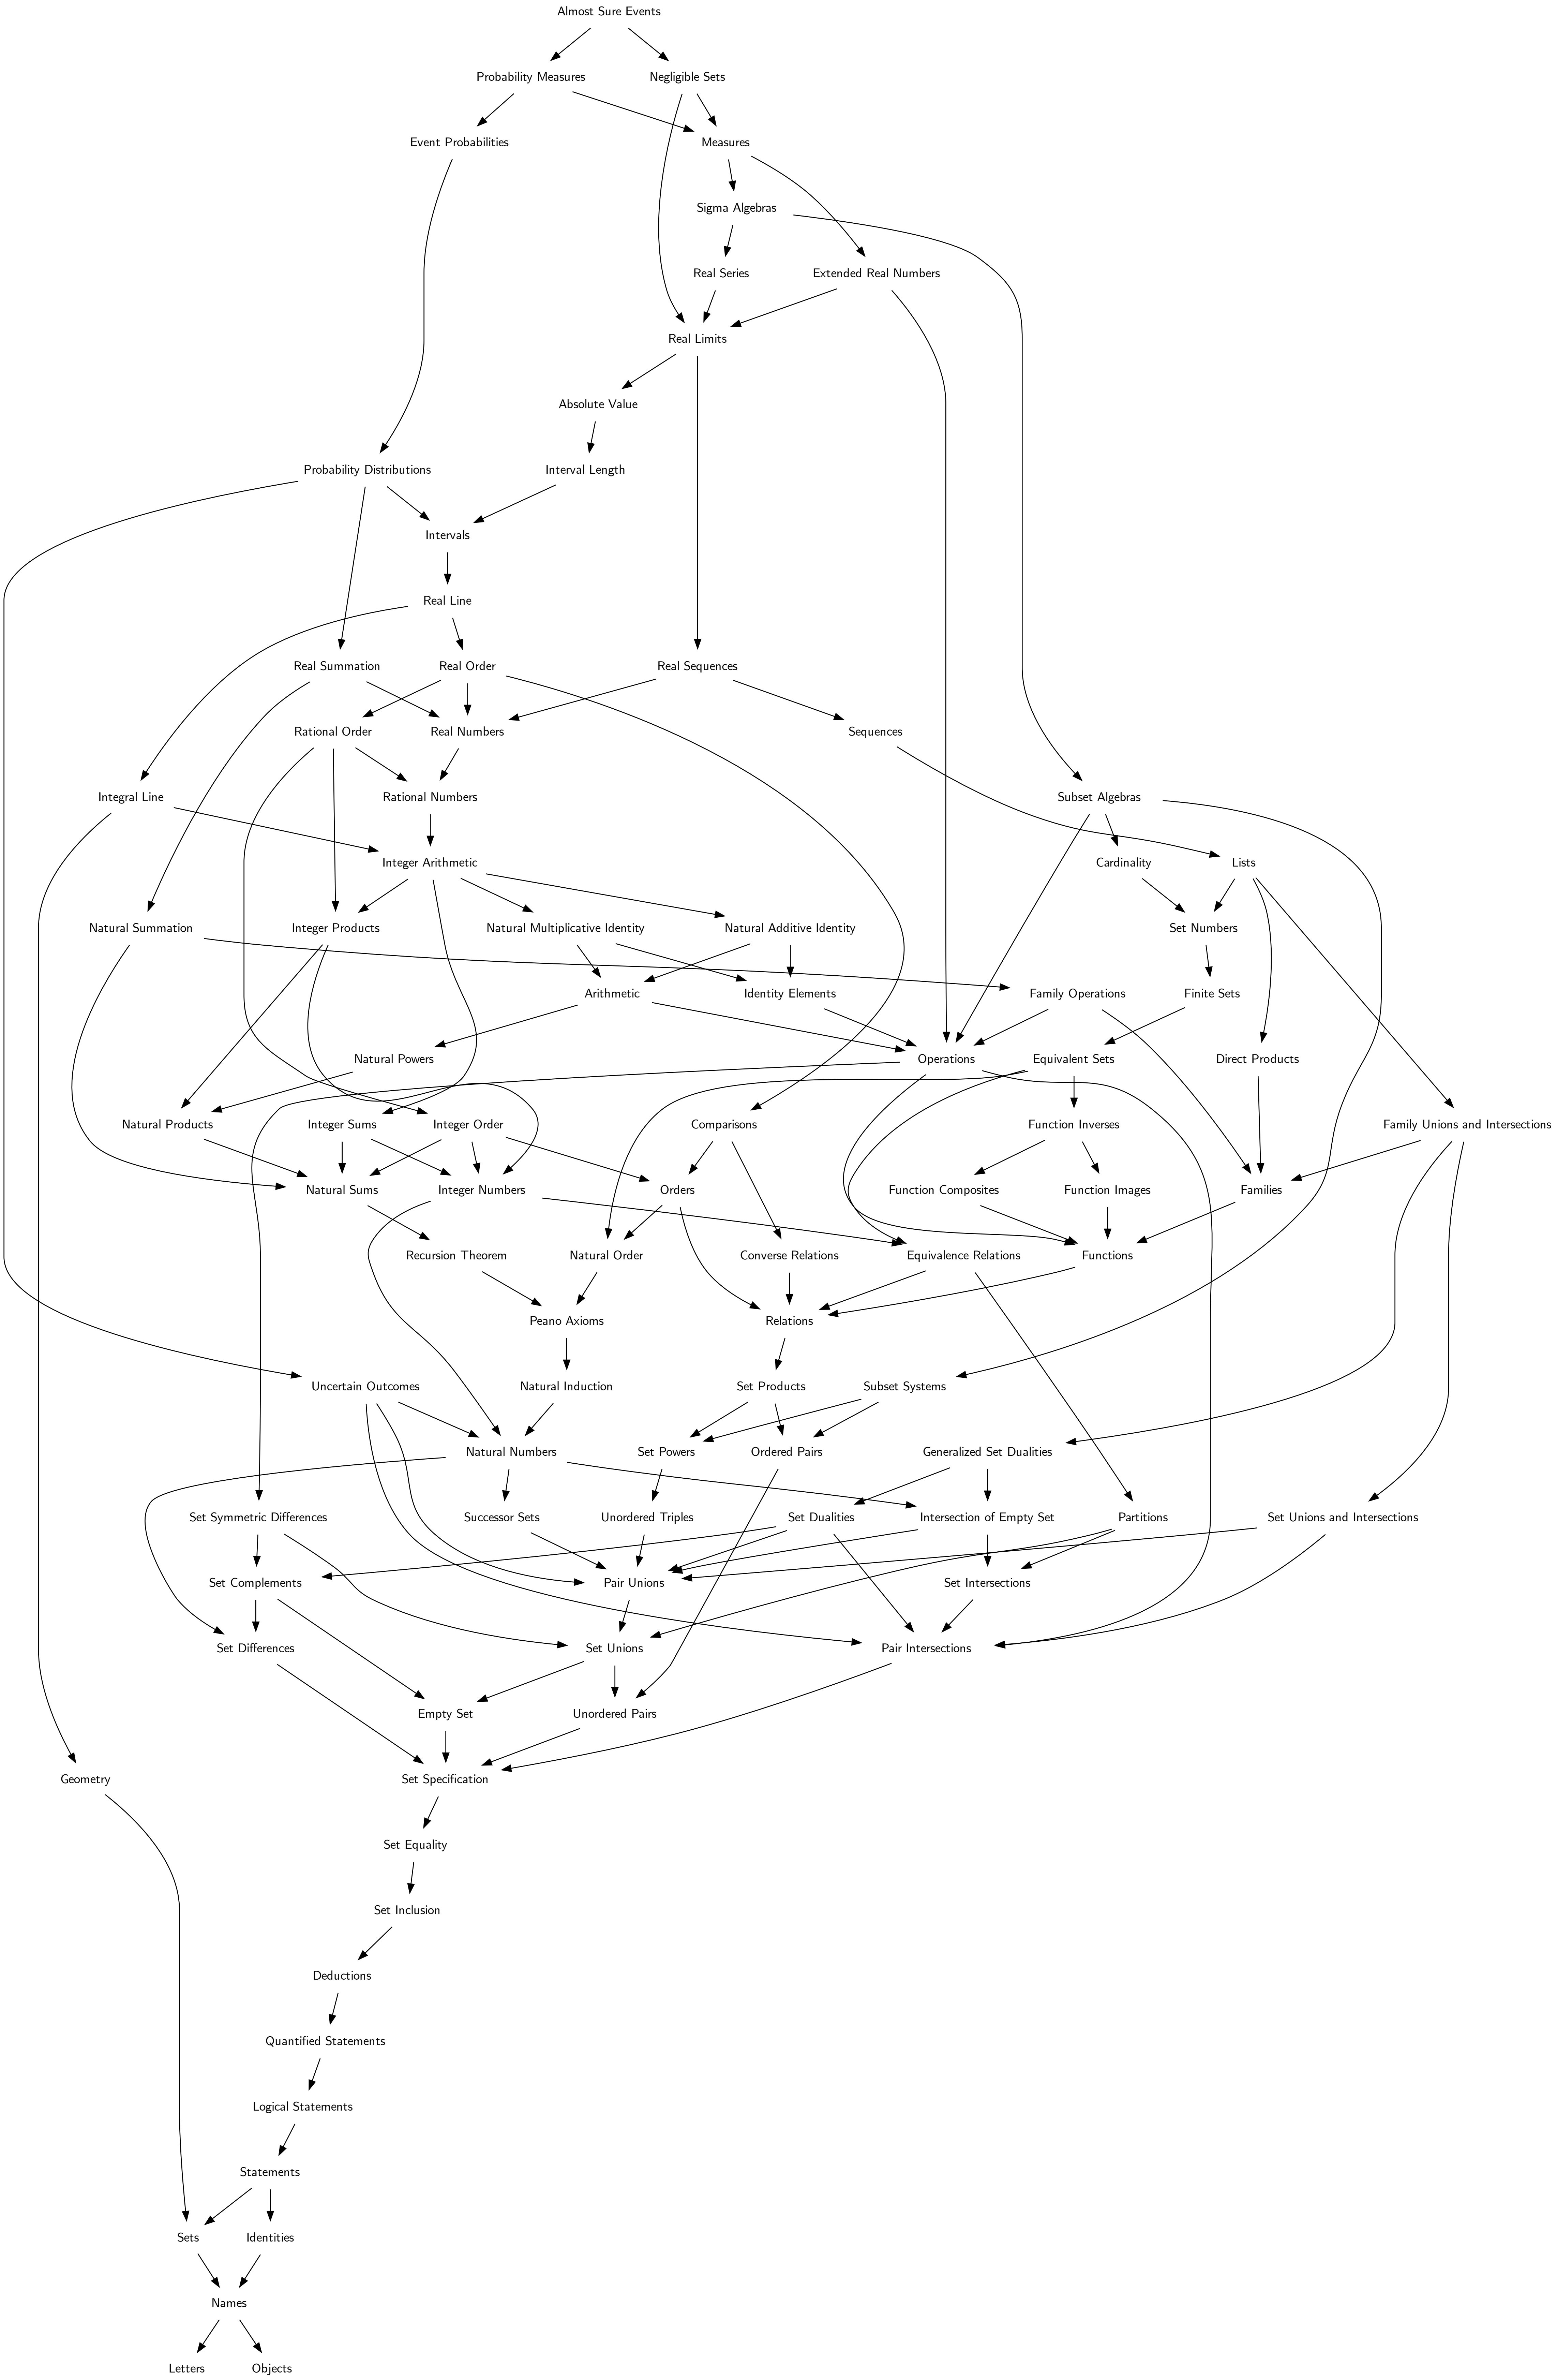 Almost Sure Events
Probability Measures
Negligible Sets
Event Probabilities
Measures
Sigma Algebras
Real Series
Extended Real Numbers
Real Limits
Absolute Value
Probability Distributions
Interval Length
Intervals
Real Line
Real Summation
Real Order
Real Sequences
Rational Order
Real Numbers
Sequences
Integral Line
Rational Numbers
Subset Algebras
Integer Arithmetic
Cardinality
Lists
Natural Summation
Integer Products
Natural Multiplicative Identity
Natural Additive Identity
Set Numbers
Arithmetic
Identity Elements
Family Operations
Finite Sets
Natural Powers
Operations
Equivalent Sets
Direct Products
Natural Products
Integer Sums
Integer Order
Comparisons
Function Inverses
Family Unions and Intersections
Natural Sums
Integer Numbers
Orders
Function Composites
Function Images
Families
Recursion Theorem
Natural Order
Converse Relations
Equivalence Relations
Functions
Peano Axioms
Relations
Uncertain Outcomes
Natural Induction
Set Products
Subset Systems
Natural Numbers
Set Powers
Ordered Pairs
Generalized Set Dualities
Set Symmetric Differences
Successor Sets
Unordered Triples
Set Dualities
Intersection of Empty Set
Partitions
Set Unions and Intersections
Set Complements
Pair Unions
Set Intersections
Set Differences
Set Unions
Pair Intersections
Empty Set
Unordered Pairs
Geometry
Set Specification
Set Equality
Set Inclusion
Deductions
Quantified Statements
Logical Statements
Statements
Sets
Identities
Names
Letters
Objects